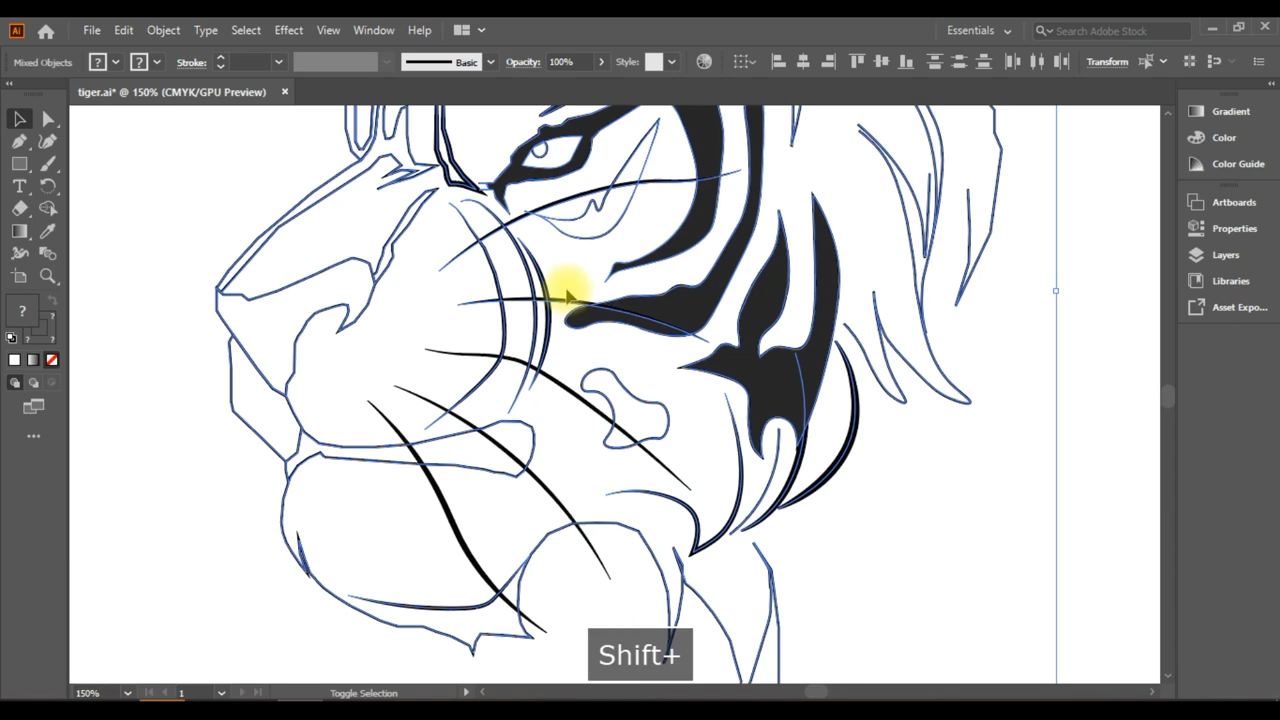 Ai File Edit Object Type Select Effect View Window Help Essentials Search Adobe Stock
Mixed Objects ? ? Stroke: Basic Opacity: 100% Style: Transform
tiger.ai* @ 150% (CMYK/GPU Preview) ×
Gradient
Color
Color Guide
Artboards
Properties
Layers
Libraries
Asset Expo...
T
?
?
?
Shift+
150% 1 Toggle Selection